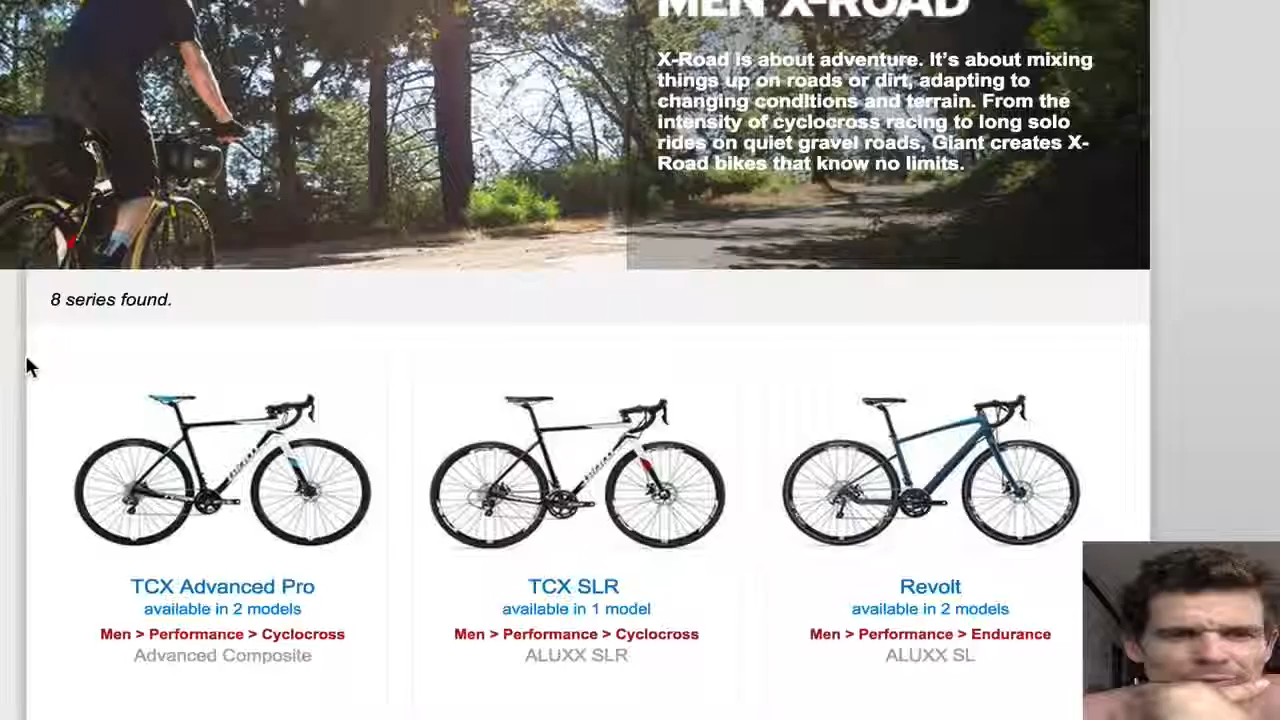 MEN X-ROAD
X-Road is about adventure. It's about mixing
things up on roads or dirt, adapting to
changing conditions and terrain. From the
intensity of cyclocross racing to long solo
rides on quiet gravel roads, Giant creates X-
Road bikes that know no limits.
8 series found.
TCX Advanced Pro
available in 2 models
Men > Performance > Cyclocross
Advanced Composite
TCX SLR
available in 1 model
Men > Performance > Cyclocross
ALUXX SLR
Revolt
available in 2 models
Men > Performance > Endurance
ALUXX SL